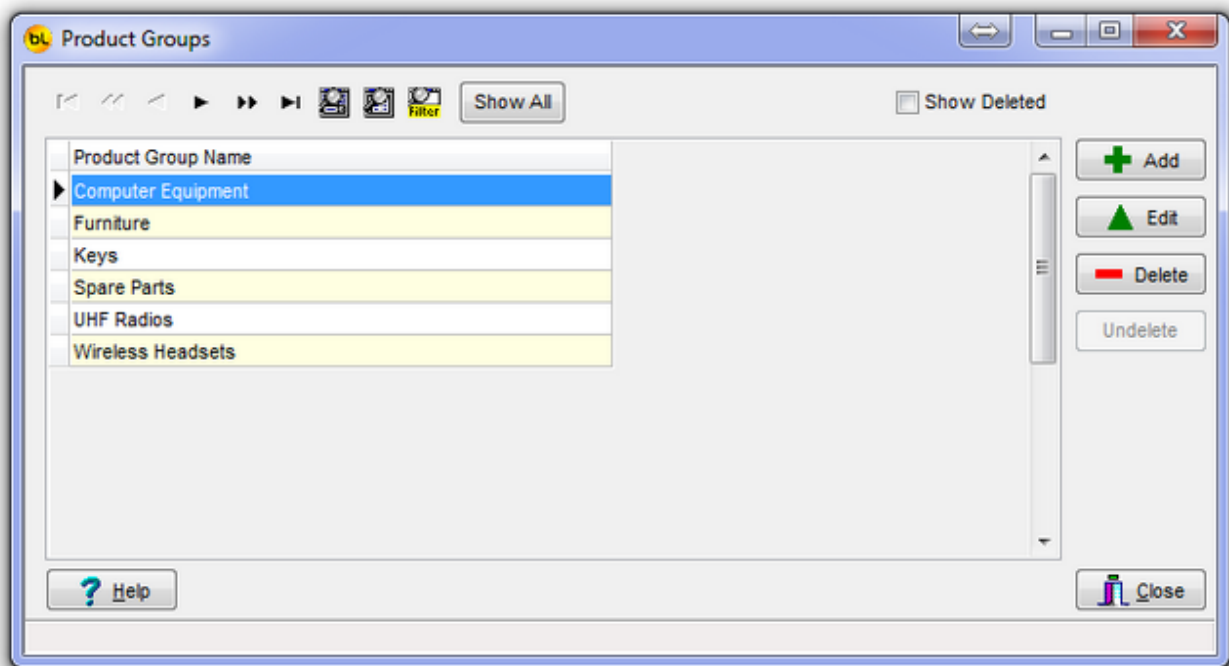 bL Product Groups
Filter Show All Show Deleted
Product Group Name
Computer Equipment
Furniture
Keys
Spare Parts
UHF Radios
Wireless Headsets
Add
Edit
Delete
Undelete
? Help
Close